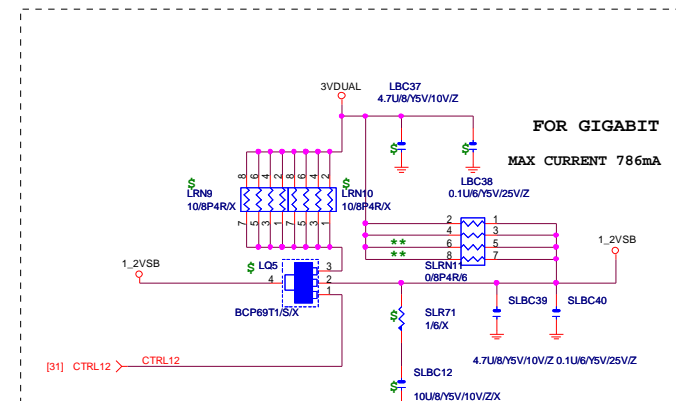 3VDUAL
LBC37
4.7U/8/Y5V/10V/Z
FOR GIGABIT
MAX CURRENT 786mA
$ $ $ $
8 6 4 2 8 6 4 2
LRN9 LRN10
10/8P4R/X 10/8P4R/X
7 5 3 1 7 5 3 1
LBC38
0.1U/6/Y5V/25V/Z
2 1
4 3
** 6 5
** 8 7
SLRN11
0/8P4R/6
1_2VSB
1_2VSB
$ LQ5
3
4 2
1
BCP69T1/S/X
SLBC39 SLBC40
$ SLR71
1/6/X
4.7U/8/Y5V/10V/Z 0.1U/6/Y5V/25V/Z
[31] CTRL12 CTRL12
SLBC12
$
10U/8/Y5V/10V/Z/X